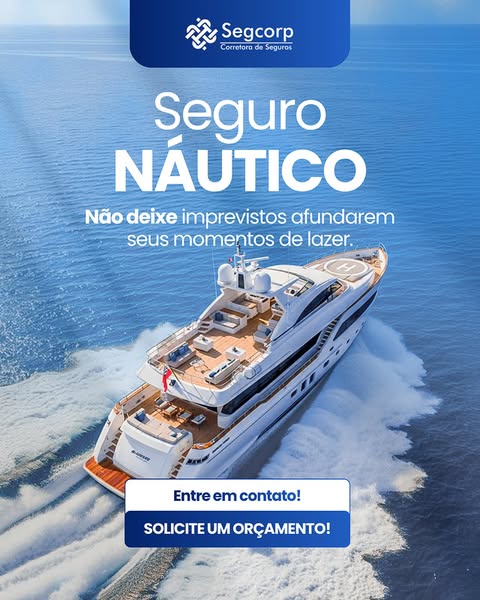 Segcorp
Corretora de Seguros
Seguro
NÁUTICO
Não deixe imprevistos afundarem
seus momentos de lazer.
H
Entre em contato!
SOLICITE UM ORÇAMENTO!